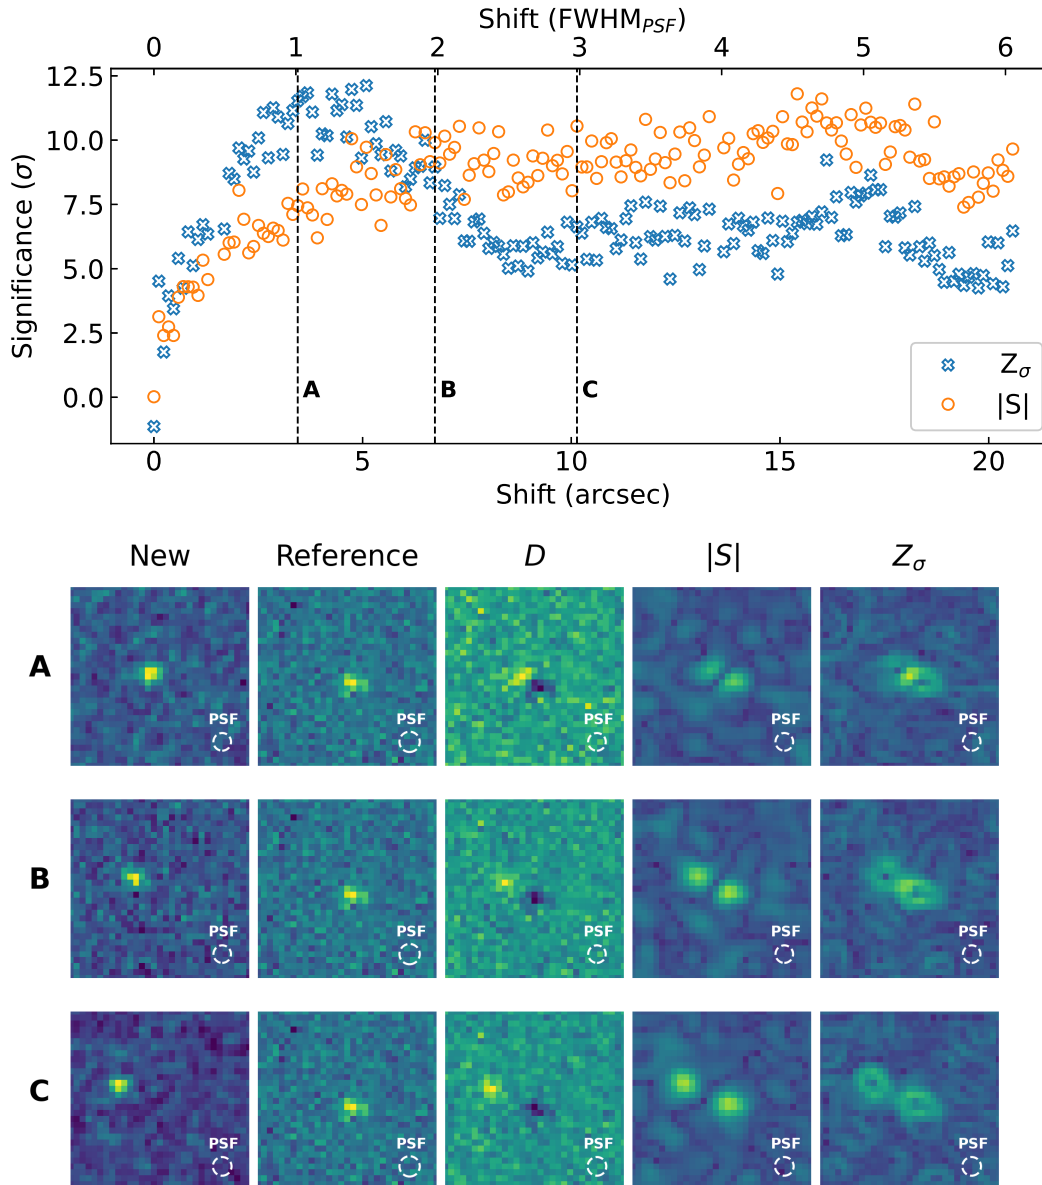 Shift (FWHM_PSF)
0 1 2 3 4 5 6
12.5
10.0
7.5
5.0
2.5
0.0
Significance (σ)
A B C
Z_σ
|S|
0 5 10 15 20
Shift (arcsec)
New Reference D |S| Z_σ
A
PSF PSF PSF PSF PSF
B
PSF PSF PSF PSF PSF
C
PSF PSF PSF PSF PSF